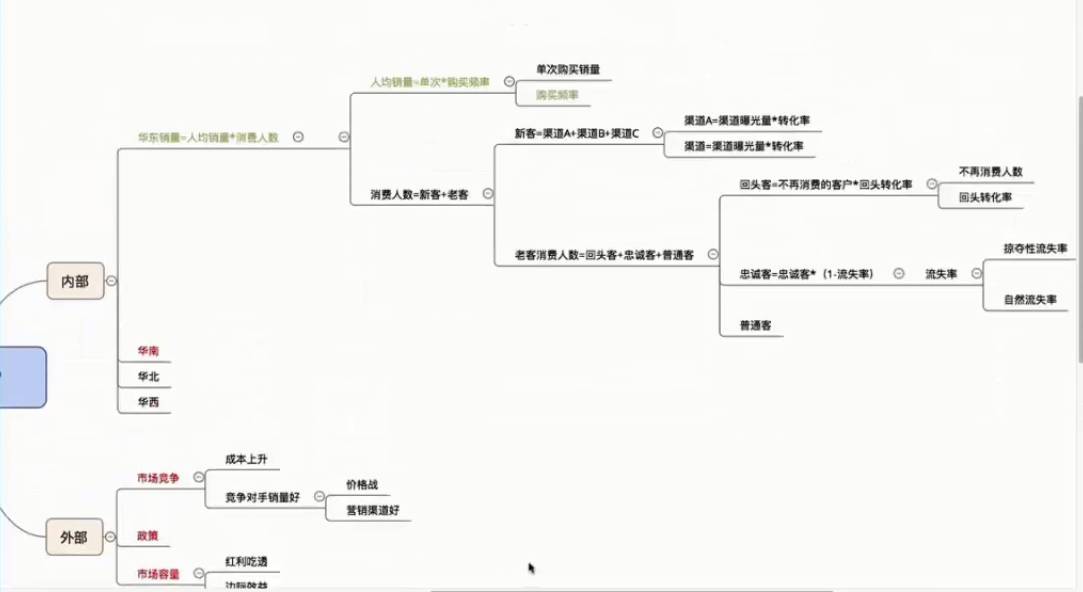 单次购买销量
人均销量=单次*购买频率
购买频率
渠道A=渠道曝光量*转化率
新客=渠道A+渠道B+渠道C
华东销量=人均销量*消费人数
渠道=渠道曝光量*转化率
不再消费人数
回头客=不再消费的客户*回头转化率
消费人数=新客+老客
回头转化率
掠夺性流失率
老客消费人数=回头客+忠诚客+普通客
忠诚客=忠诚客*（1-流失率）
流失率
内部
自然流失率
普通客
华南
华北
华西
成本上升
市场竞争
价格战
竞争对手销量好
营销渠道好
政策
外部
红利吃透
市场容量
边际效益